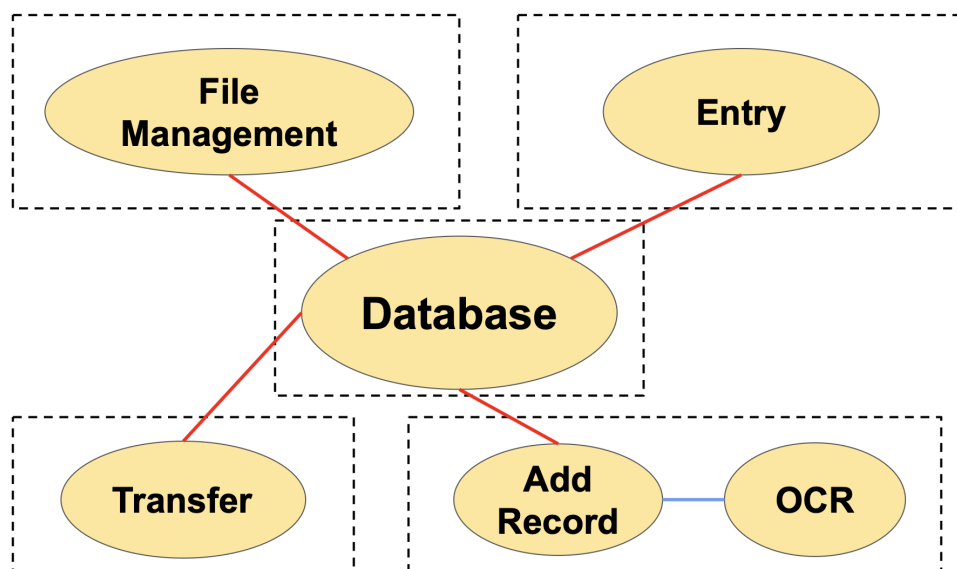 File
Management
Entry
Database
Transfer
Add
Record
OCR